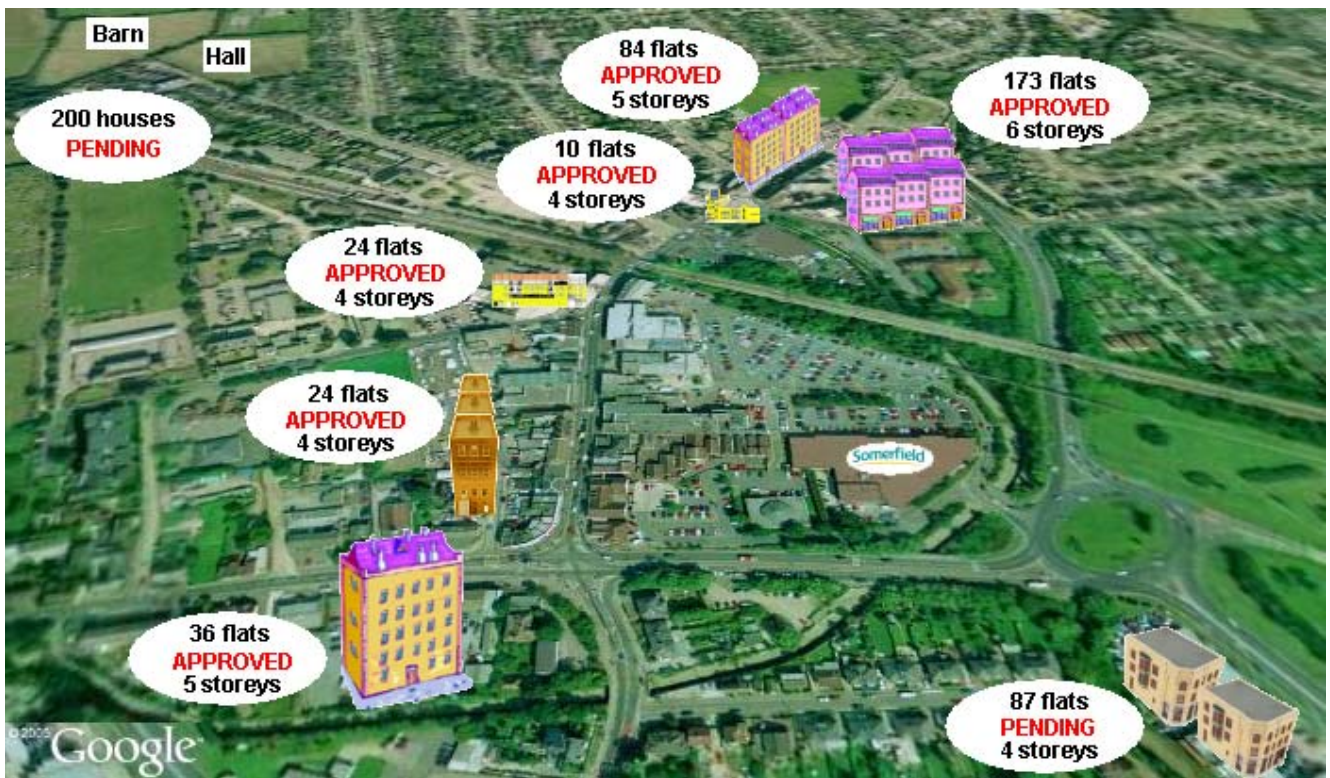 Barn
Hall
200 houses
PENDING
84 flats
APPROVED
5 storeys
173 flats
APPROVED
6 storeys
10 flats
APPROVED
4 storeys
24 flats
APPROVED
4 storeys
24 flats
APPROVED
4 storeys
Somerfield
36 flats
APPROVED
5 storeys
87 flats
PENDING
4 storeys
Google